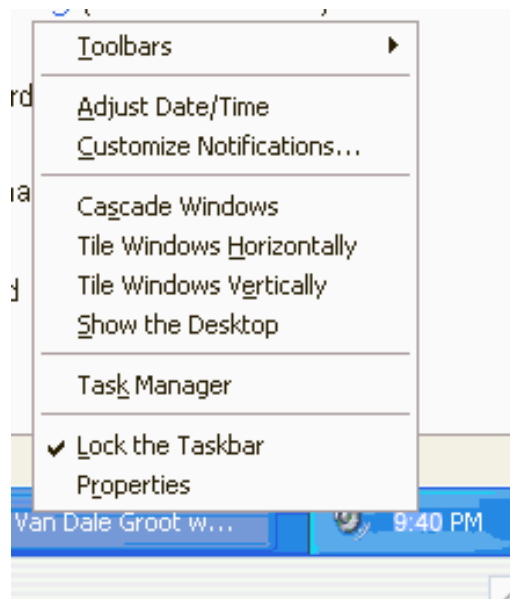 Toolbars
rd
Adjust Date/Time
Customize Notifications...
Cascade Windows
Tile Windows Horizontally
Tile Windows Vertically
Show the Desktop
Task Manager
Lock the Taskbar
Properties
Van Dale Groot w...
9:40 PM